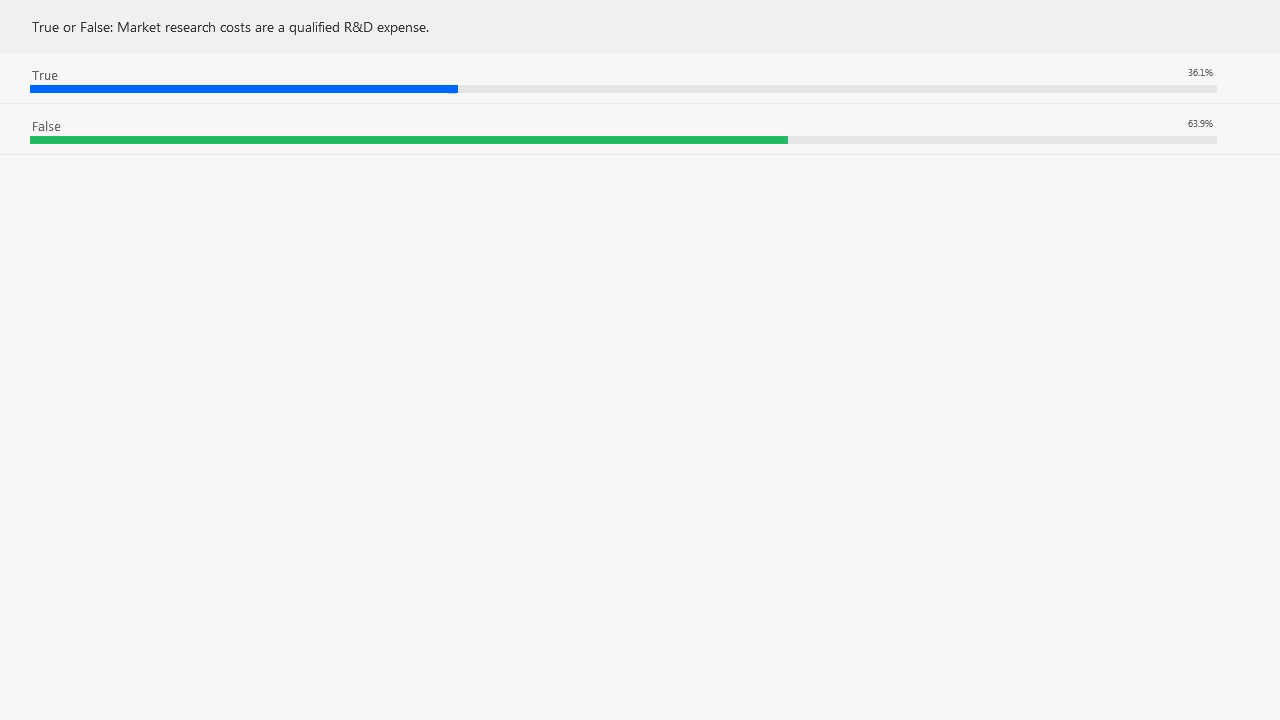 True or False: Market research costs are a qualified R&D expense.
True
36.1%
False
63.9%